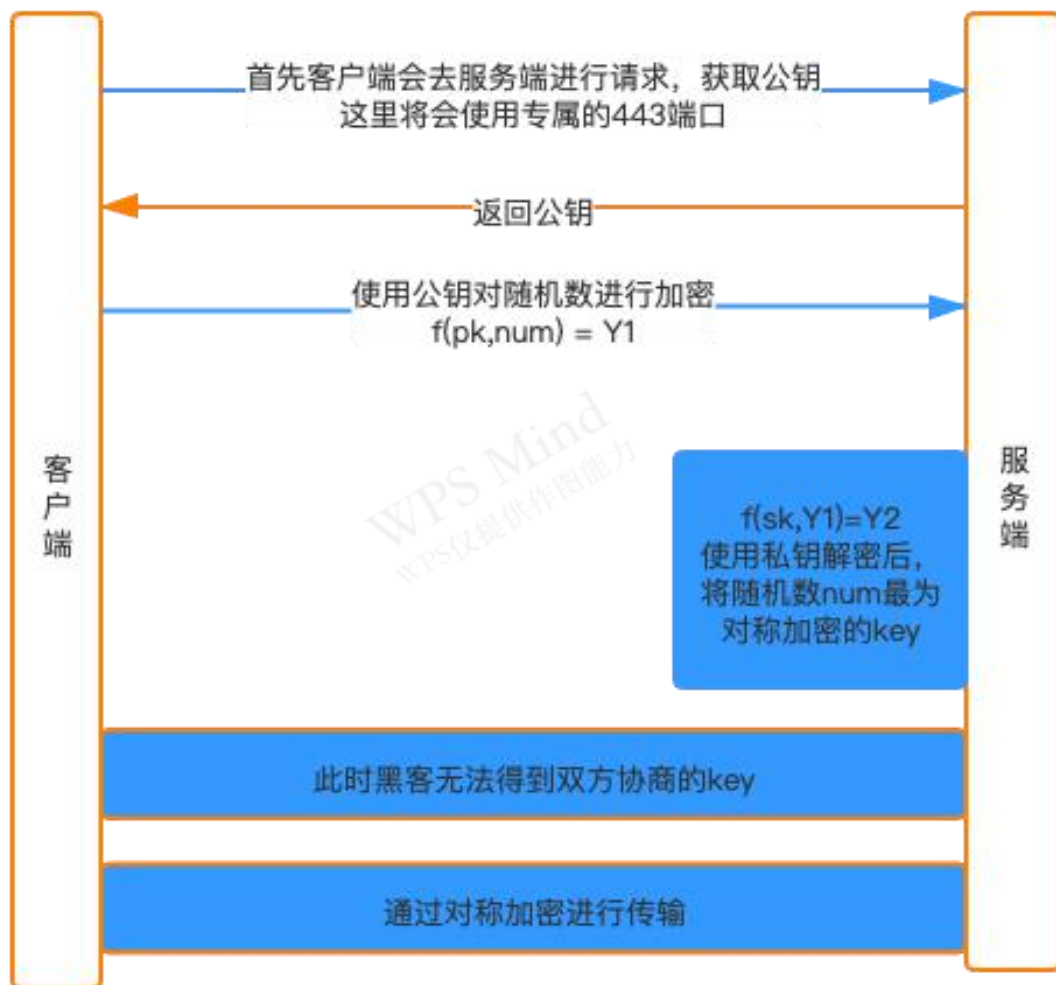 首先客户端会去服务端进行请求，获取公钥
这里将会使用专属的443端口
返回公钥
使用公钥对随机数进行加密
f(pk,num) = Y1
WPS Mind
WPS仅提供作图能力
客户端
服务端
f(sk,Y1)=Y2
使用私钥解密后，
将随机数num最为
对称加密的key
此时黑客无法得到双方协商的key
通过对称加密进行传输